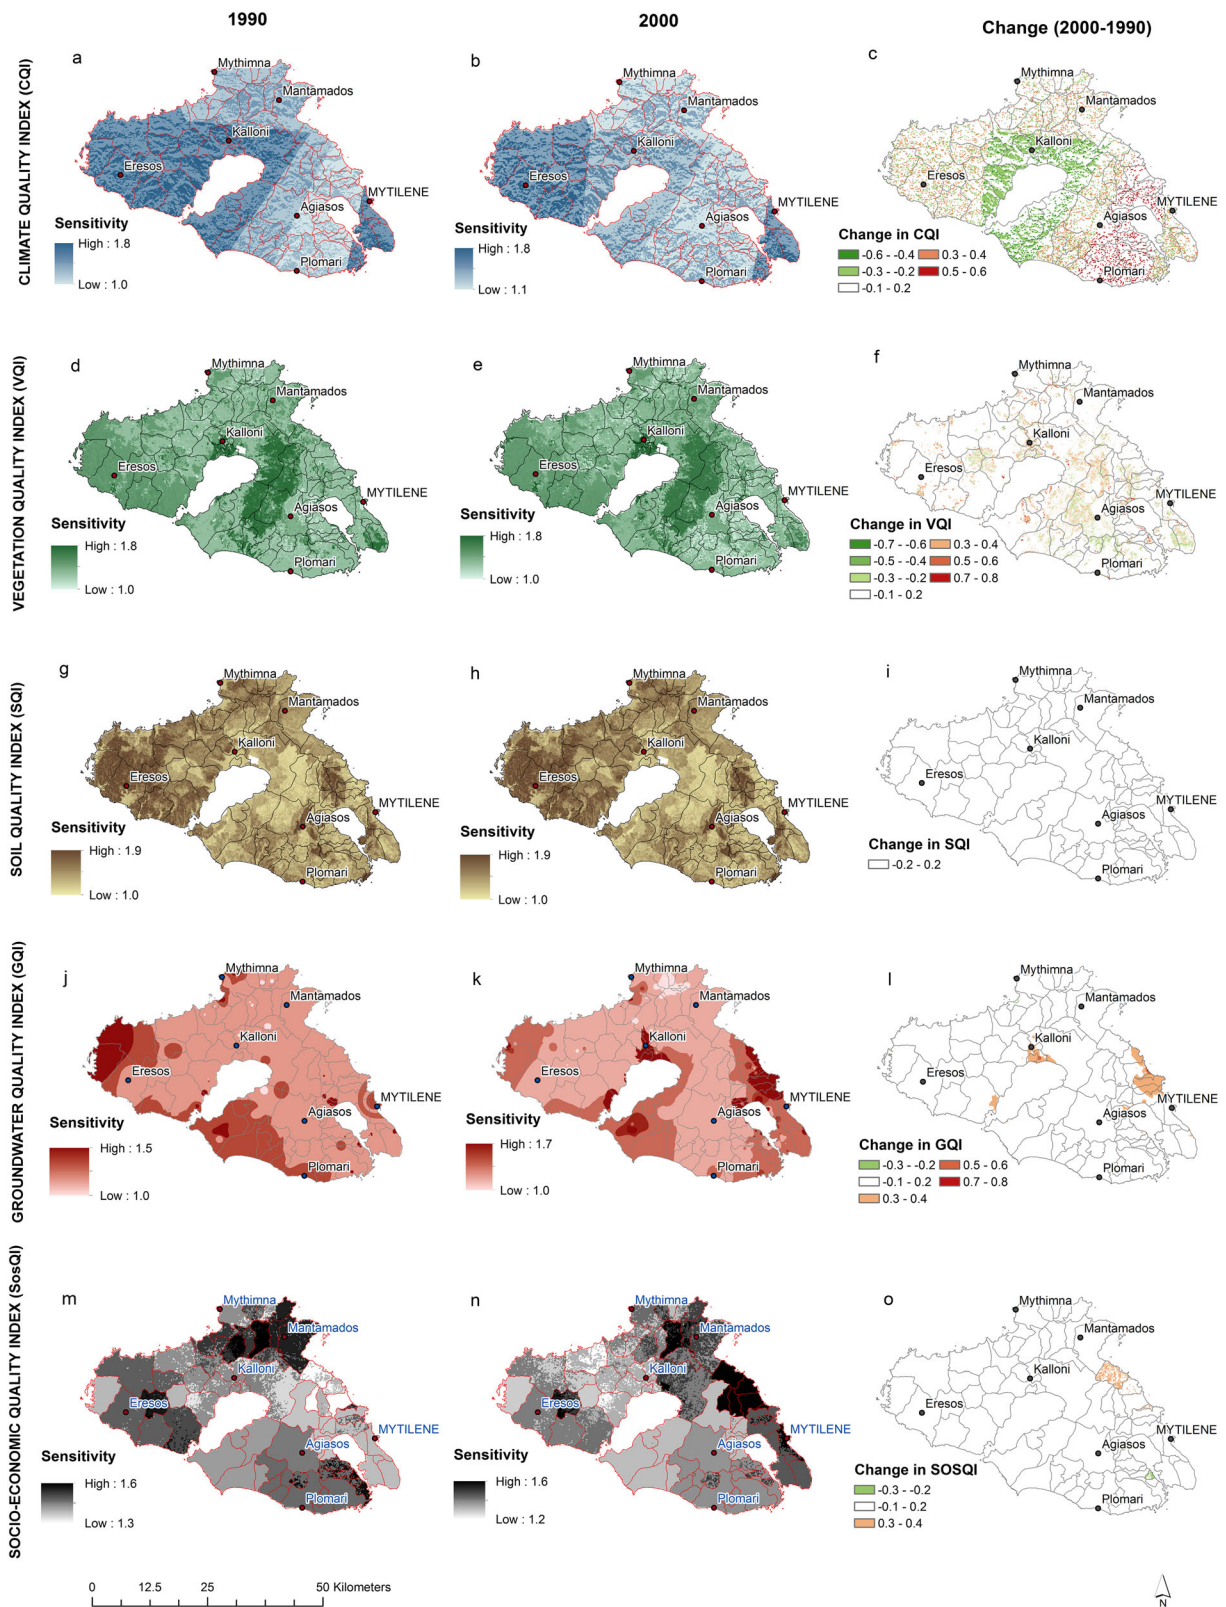 1990
2000
Change (2000-1990)
CLIMATE QUALITY INDEX (CQI)
a
Mythimna
Mantamados
Kalloni
Eresos
MYTILENE
Agiasos
Plomari
Sensitivity
High : 1.8
Low : 1.0
b
Mythimna
Mantamados
Kalloni
Eresos
MYTILENE
Agiasos
Plomari
Sensitivity
High : 1.8
Low : 1.1
c
Mythimna
Mantamados
Kalloni
Eresos
MYTILENE
Agiasos
Plomari
Change in CQI
-0.6 - -0.4
0.3 - 0.4
-0.3 - -0.2
0.5 - 0.6
-0.1 - 0.2
VEGETATION QUALITY INDEX (VQI)
d
Mythimna
Mantamados
Kalloni
Eresos
MYTILENE
Agiasos
Plomari
Sensitivity
High : 1.8
Low : 1.0
e
Mythimna
Mantamados
Kalloni
Eresos
MYTILENE
Agiasos
Plomari
Sensitivity
High : 1.8
Low : 1.0
f
Mythimna
Mantamados
Kalloni
Eresos
MYTILENE
Agiasos
Plomari
Change in VQI
-0.7 - -0.6
0.3 - 0.4
-0.5 - -0.4
0.5 - 0.6
-0.3 - -0.2
0.7 - 0.8
-0.1 - 0.2
SOIL QUALITY INDEX (SQI)
g
Mythimna
Mantamados
Kalloni
Eresos
MYTILENE
Agiasos
Plomari
Sensitivity
High : 1.9
Low : 1.0
h
Mythimna
Mantamados
Kalloni
Eresos
MYTILENE
Agiasos
Plomari
Sensitivity
High : 1.9
Low : 1.0
i
Mythimna
Mantamados
Kalloni
Eresos
MYTILENE
Agiasos
Plomari
Change in SQI
-0.2 - 0.2
GROUNDWATER QUALITY INDEX (GQI)
j
Mythimna
Mantamados
Kalloni
Eresos
MYTILENE
Agiasos
Plomari
Sensitivity
High : 1.5
Low : 1.0
k
Mythimna
Mantamados
Kalloni
Eresos
MYTILENE
Agiasos
Plomari
Sensitivity
High : 1.7
Low : 1.0
l
Mythimna
Mantamados
Kalloni
Eresos
MYTILENE
Agiasos
Plomari
Change in GQI
-0.3 - -0.2
0.5 - 0.6
-0.1 - 0.2
0.7 - 0.8
0.3 - 0.4
SOCIO-ECONOMIC QUALITY INDEX (SosQI)
m
Mythimna
Mantamados
Kalloni
Eresos
MYTILENE
Agiasos
Plomari
Sensitivity
High : 1.6
Low : 1.3
n
Mythimna
Mantamados
Kalloni
Eresos
MYTILENE
Agiasos
Plomari
Sensitivity
High : 1.6
Low : 1.2
o
Mythimna
Mantamados
Kalloni
Eresos
MYTILENE
Agiasos
Plomari
Change in SOSQI
-0.3 - -0.2
-0.1 - 0.2
0.3 - 0.4
0 12.5 25 50 Kilometers
N